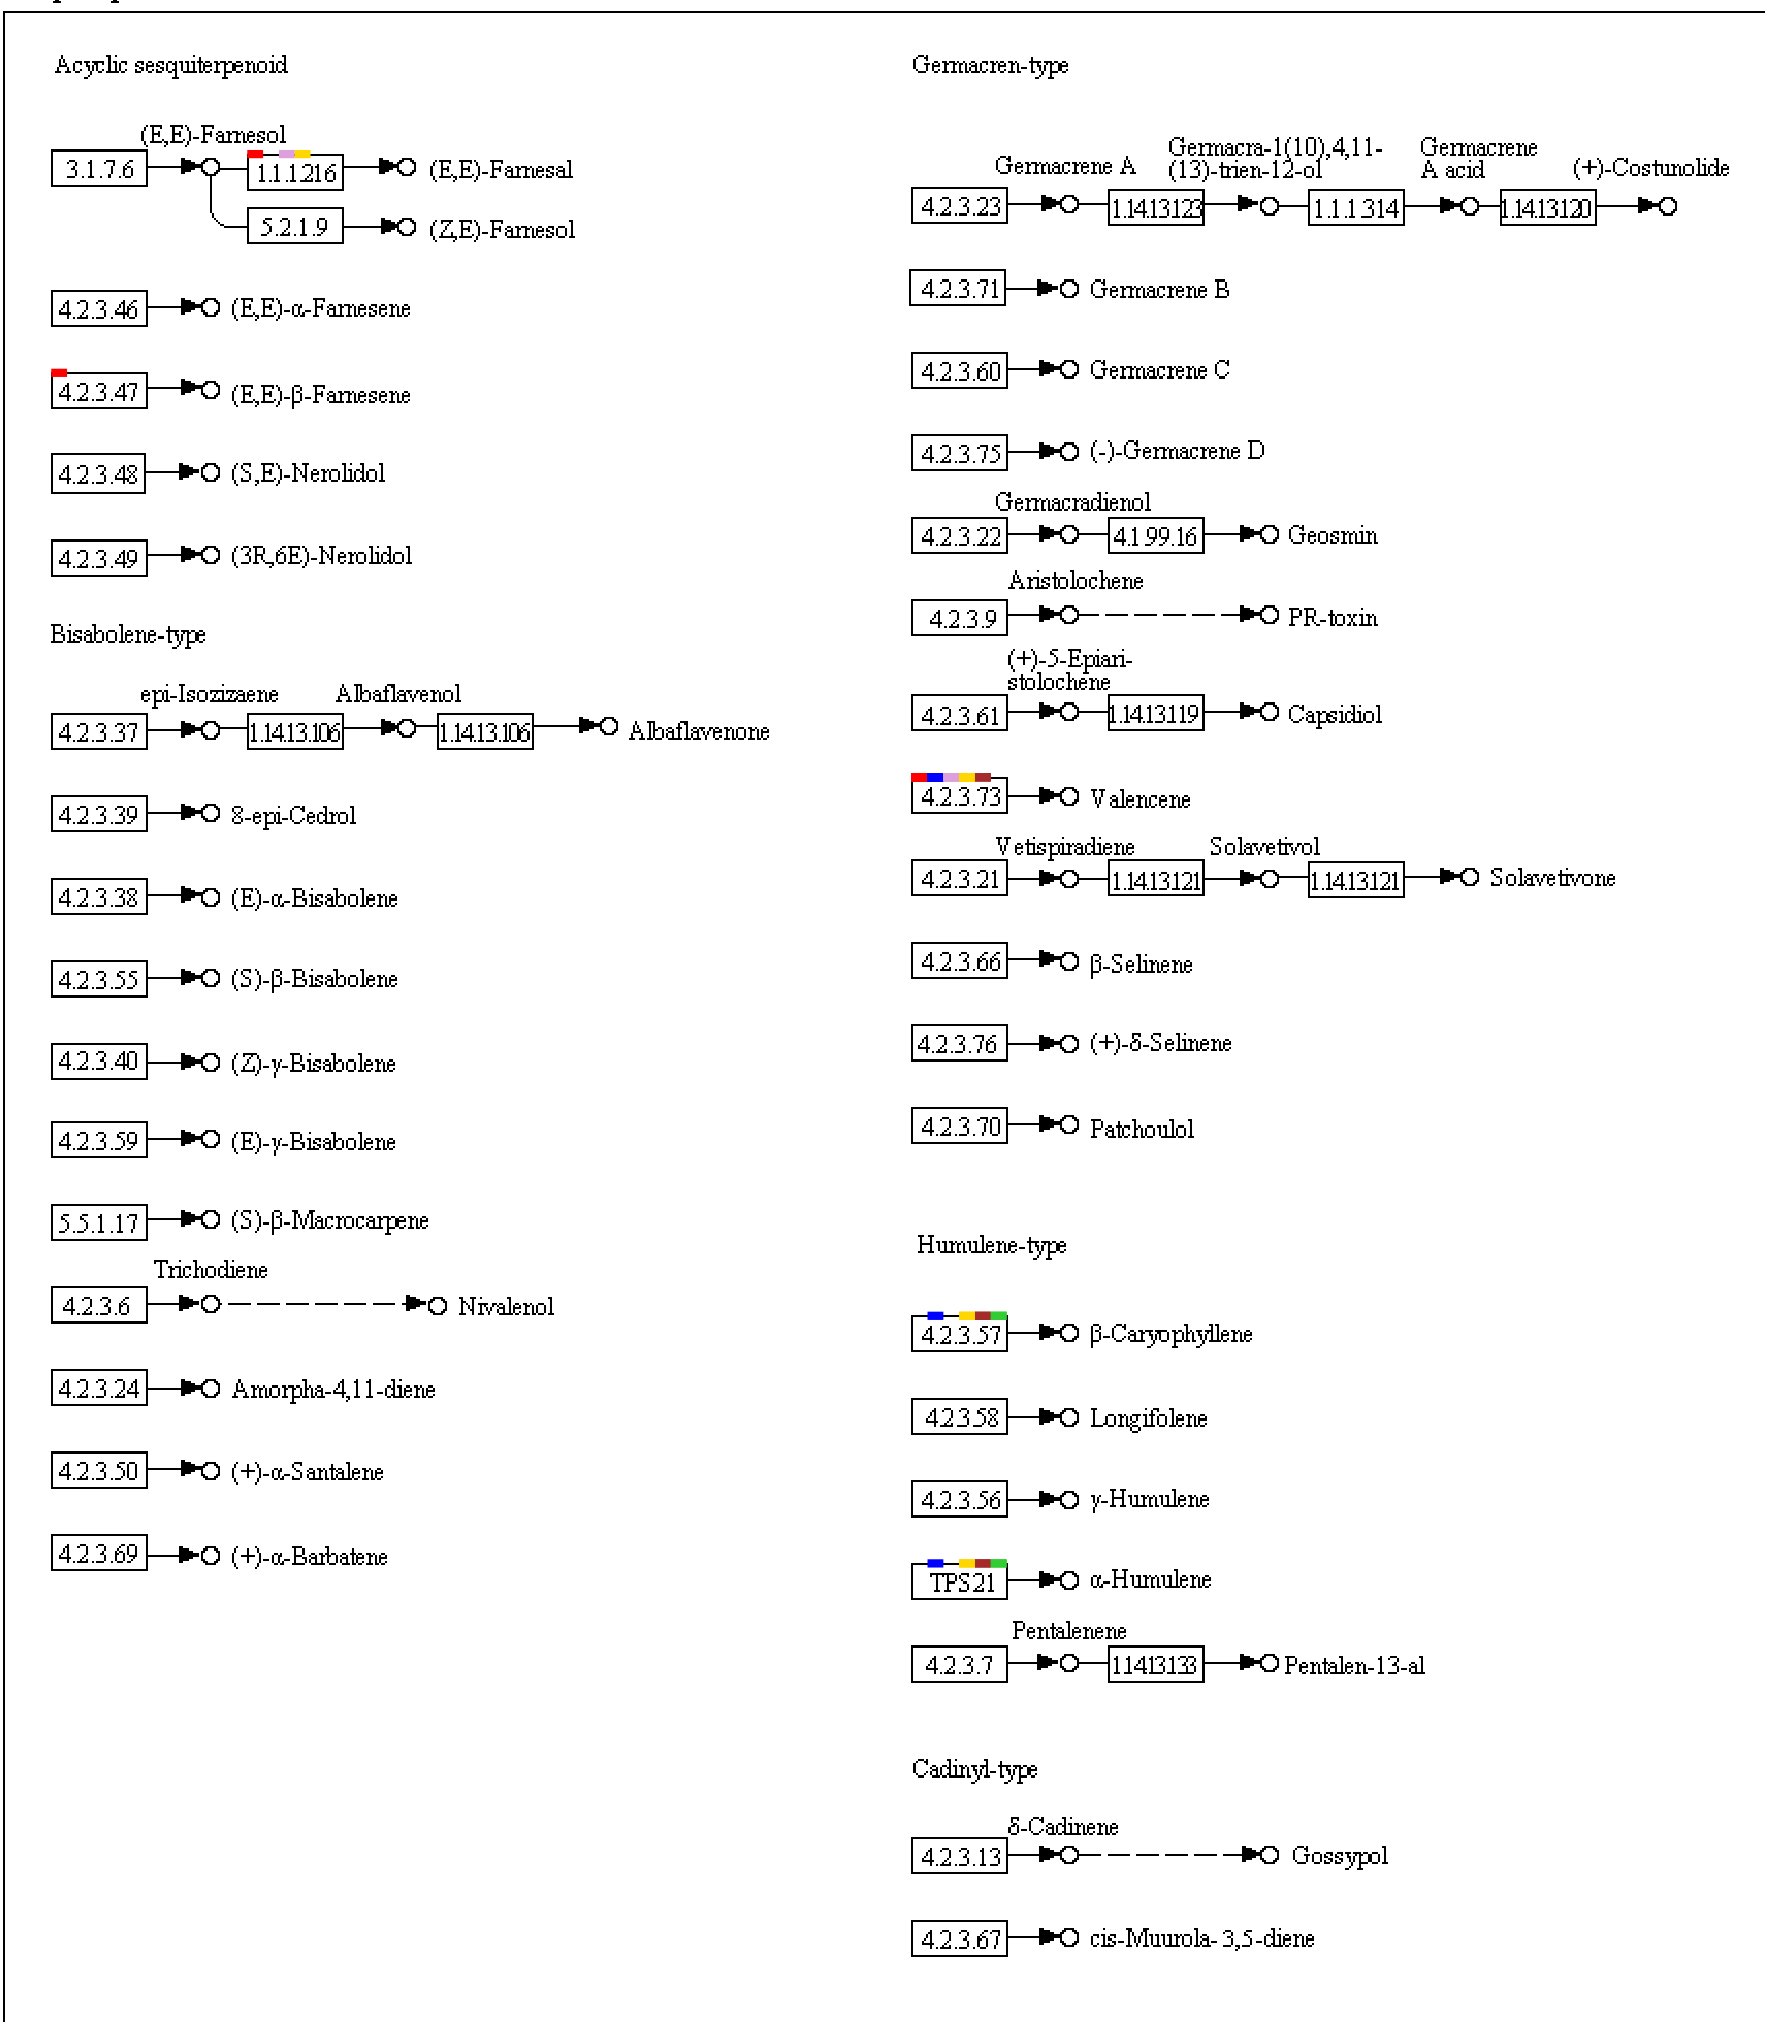 Acyclic sesquiterpenoid
(E,E)-Farnesol
3.1.7.6
1.1.1.216
(E,E)-Farnesal
5.2.1.9
(Z,E)-Farnesol
4.2.3.46
(E,E)-α-Farnesene
4.2.3.47
(E,E)-β-Farnesene
4.2.3.48
(S,E)-Nerolidol
4.2.3.49
(3R,6E)-Nerolidol
Bisabolene-type
epi-Isozizaene
Albaflavenol
4.2.3.37
1.14.13.106
1.14.13.106
Albaflavenone
4.2.3.39
8-epi-Cedrol
4.2.3.38
(E)-α-Bisabolene
4.2.3.55
(S)-β-Bisabolene
4.2.3.40
(Z)-γ-Bisabolene
4.2.3.59
(E)-γ-Bisabolene
5.5.1.17
(S)-β-Macrocarpene
Trichodiene
4.2.3.6
Nivalenol
4.2.3.24
Amorpha-4,11-diene
4.2.3.50
(+)-α-Santalene
4.2.3.69
(+)-α-Barbatene
Germacren-type
Germacrene A
Germacra-1(10),4,11-
(13)-trien-12-ol
Germacrene
A acid
(+)-Costunolide
4.2.3.23
1.14.13.123
1.1.1.314
1.14.13.120
4.2.3.71
Germacrene B
4.2.3.60
Germacrene C
4.2.3.75
(-)-Germacrene D
Germacradienol
4.2.3.22
4.1.99.16
Geosmin
Aristolochene
4.2.3.9
PR-toxin
(+)-5-Epiari-
stolochene
4.2.3.61
1.14.13.119
Capsidiol
4.2.3.73
Valencene
Vetispiradiene
Solavetivol
4.2.3.21
1.14.13.121
1.14.13.121
Solavetivone
4.2.3.66
β-Selinene
4.2.3.76
(+)-δ-Selinene
4.2.3.70
Patchoulol
Humulene-type
4.2.3.57
β-Caryophyllene
4.2.3.58
Longifolene
4.2.3.56
γ-Humulene
TPS21
α-Humulene
Pentalenene
4.2.3.7
1.14.13.133
Pentalen-13-al
Cadinyl-type
δ-Cadinene
4.2.3.13
Gossypol
4.2.3.67
cis-Muurola-3,5-diene